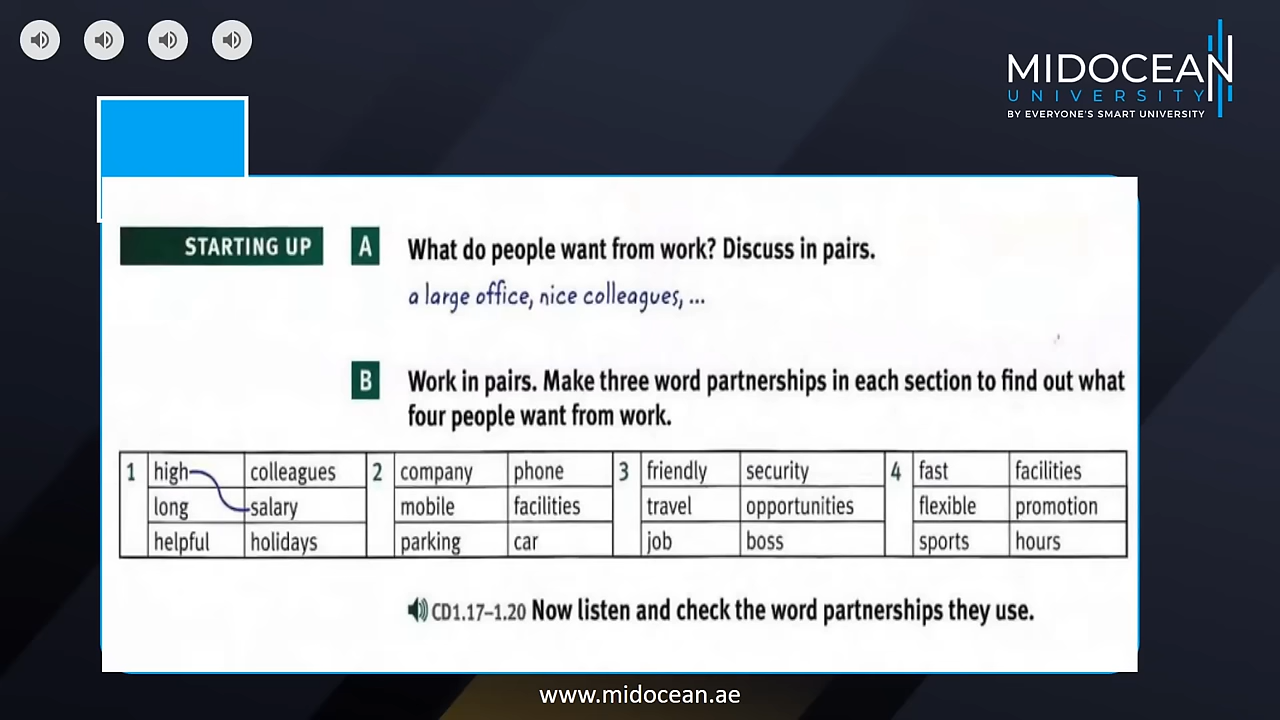 MIDOCEAN
UNIVERSITY
BY EVERYONE'S SMART UNIVERSITY
STARTING UP A What do people want from work? Discuss in pairs.
a large office, nice colleagues, ...
B Work in pairs. Make three word partnerships in each section to find out what
four people want from work.
1 high colleagues 2 company phone 3 friendly security 4 fast facilities
long salary mobile facilities travel opportunities flexible promotion
helpful holidays parking car job boss sports hours
CD1.17–1.20 Now listen and check the word partnerships they use.
www.midocean.ae